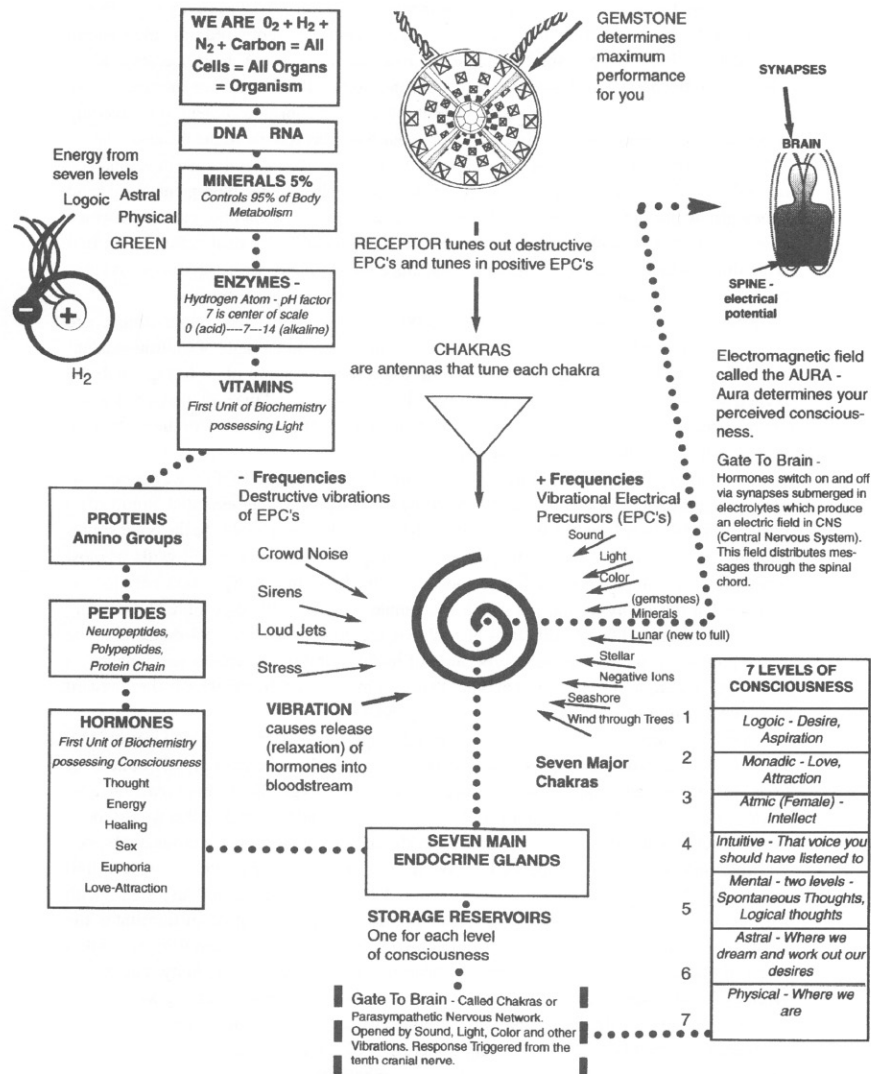 WE ARE 0₂ + H₂ +
N₂ + Carbon = All
Cells = All Organs
= Organism
DNA RNA
MINERALS 5%
Controls 95% of Body
Metabolism
ENZYMES -
Hydrogen Atom - pH factor
7 is center of scale
0 (acid)----7---14 (alkaline)
VITAMINS
First Unit of Biochemistry
possessing Light
PROTEINS
Amino Groups
PEPTIDES
Neuropeptides,
Polypeptides,
Protein Chain
HORMONES
First Unit of Biochemistry
possessing Consciousness
Thought
Energy
Healing
Sex
Euphoria
Love-Attraction
Energy from
seven levels
Logoic Astral
Physical
GREEN
−
+
H₂
GEMSTONE
determines
maximum
performance
for you
RECEPTOR tunes out destructive
EPC's and tunes in positive EPC's
CHAKRAS
are antennas that tune each chakra
- Frequencies
Destructive vibrations
of EPC's
Crowd Noise
Sirens
Loud Jets
Stress
VIBRATION
causes release
(relaxation) of
hormones into
bloodstream
+ Frequencies
Vibrational Electrical
Precursors (EPC's)
Sound
Light
Color
(gemstones)
Minerals
Lunar (new to full)
Stellar
Negative Ions
Seashore
Wind through Trees
Seven Major
Chakras
SEVEN MAIN
ENDOCRINE GLANDS
STORAGE RESERVOIRS
One for each level
of consciousness
Gate To Brain - Called Chakras or
Parasympathetic Nervous Network.
Opened by Sound, Light, Color and other
Vibrations. Response Triggered from the
tenth cranial nerve.
SYNAPSES
BRAIN
SPINE -
electrical
potential
Electromagnetic field
called the AURA -
Aura determines your
perceived conscious-
ness.
Gate To Brain -
Hormones switch on and off
via synapses submerged in
electrolytes which produce
an electric field in CNS
(Central Nervous System).
This field distributes mes-
sages through the spinal
chord.
7 LEVELS OF
CONSCIOUSNESS
1 Logoic - Desire,
Aspiration
2 Monadic - Love,
Attraction
3 Atmic (Female) -
Intellect
4 Intuitive - That voice you
should have listened to
Mental - two levels -
5 Spontaneous Thoughts,
Logical thoughts
Astral - Where we
dream and work out our
6 desires
Physical - Where we
7 are